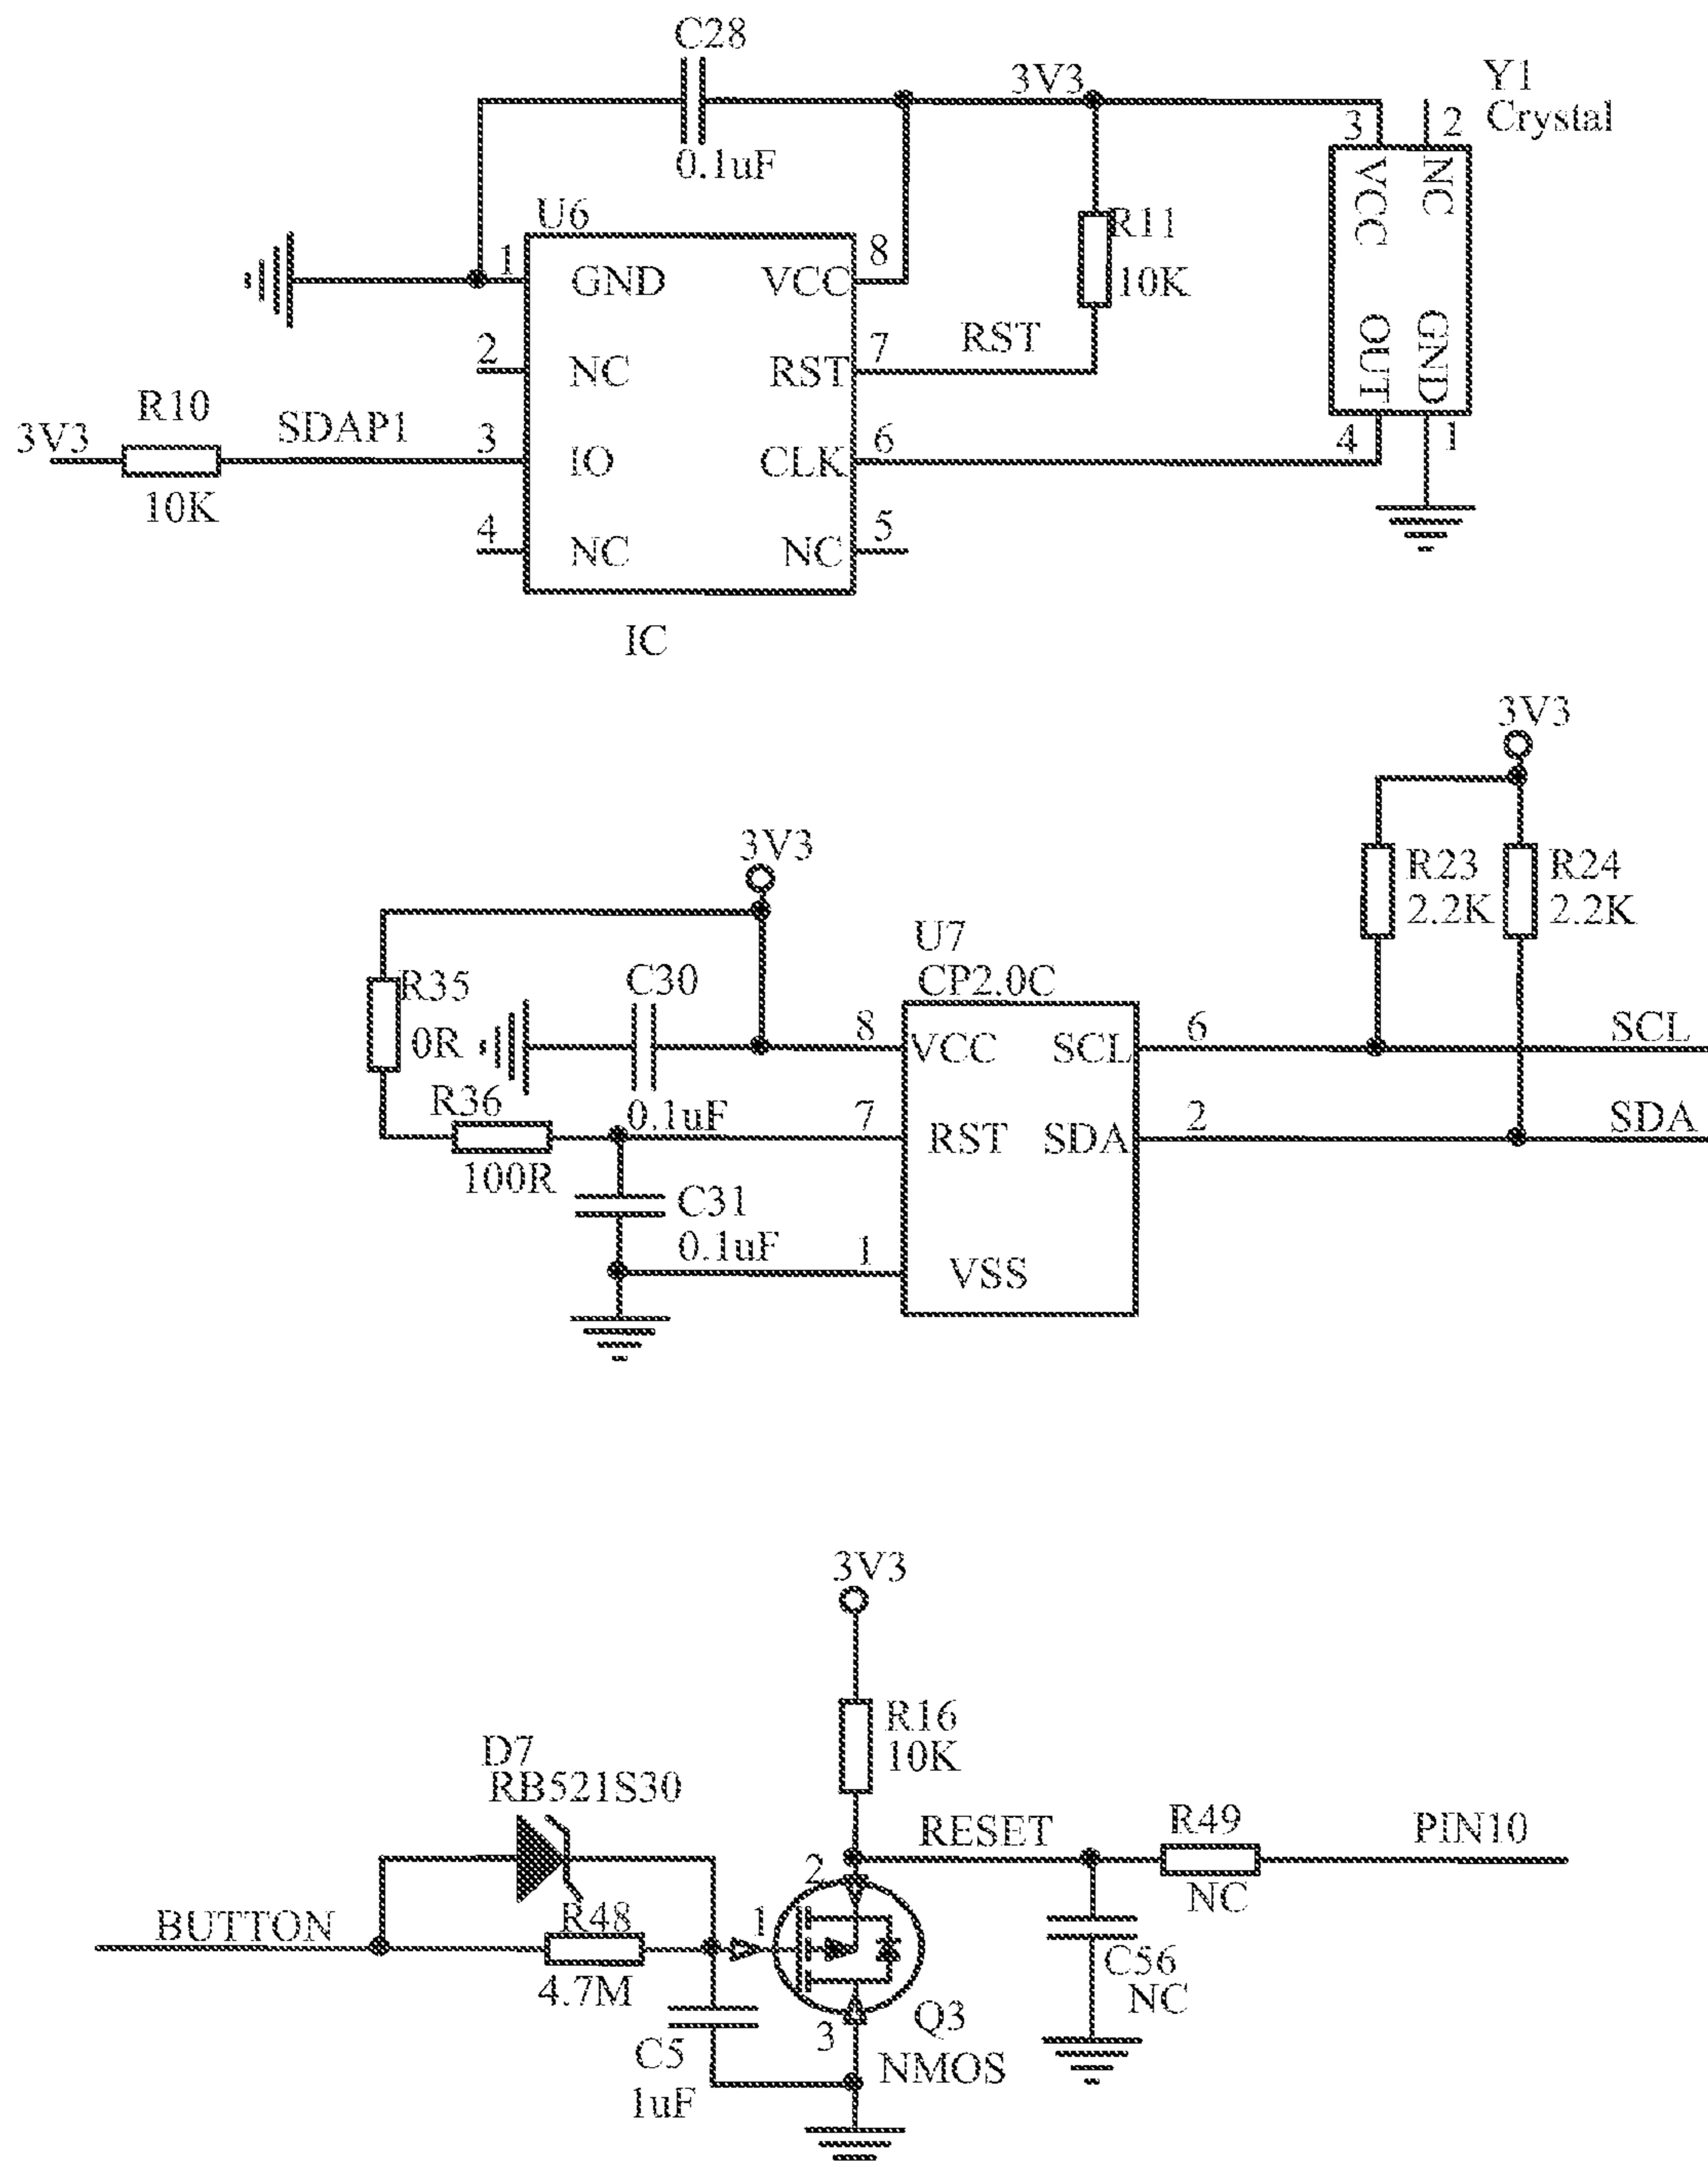 C28
0.1uF
3V3
Y1
Crystal
3
2
VCC
NC
OUT
GND
4
1
R11
10K
U6
1
GND
VCC
8
2
NC
RST
7
RST
3V3
R10
10K
SDAP1
3
IO
CLK
6
4
NC
NC
5
IC
3V3
R23
2.2K
R24
2.2K
3V3
R35
0R
C30
0.1uF
U7
CP2.0C
8
VCC
SCL
6
SCL
R36
100R
7
RST
SDA
2
SDA
C31
0.1uF
1
VSS
3V3
R16
10K
D7
RB521S30
RESET
R49
NC
PIN10
BUTTON
R48
4.7M
1
2
3
Q3
NMOS
C5
1uF
C56
NC